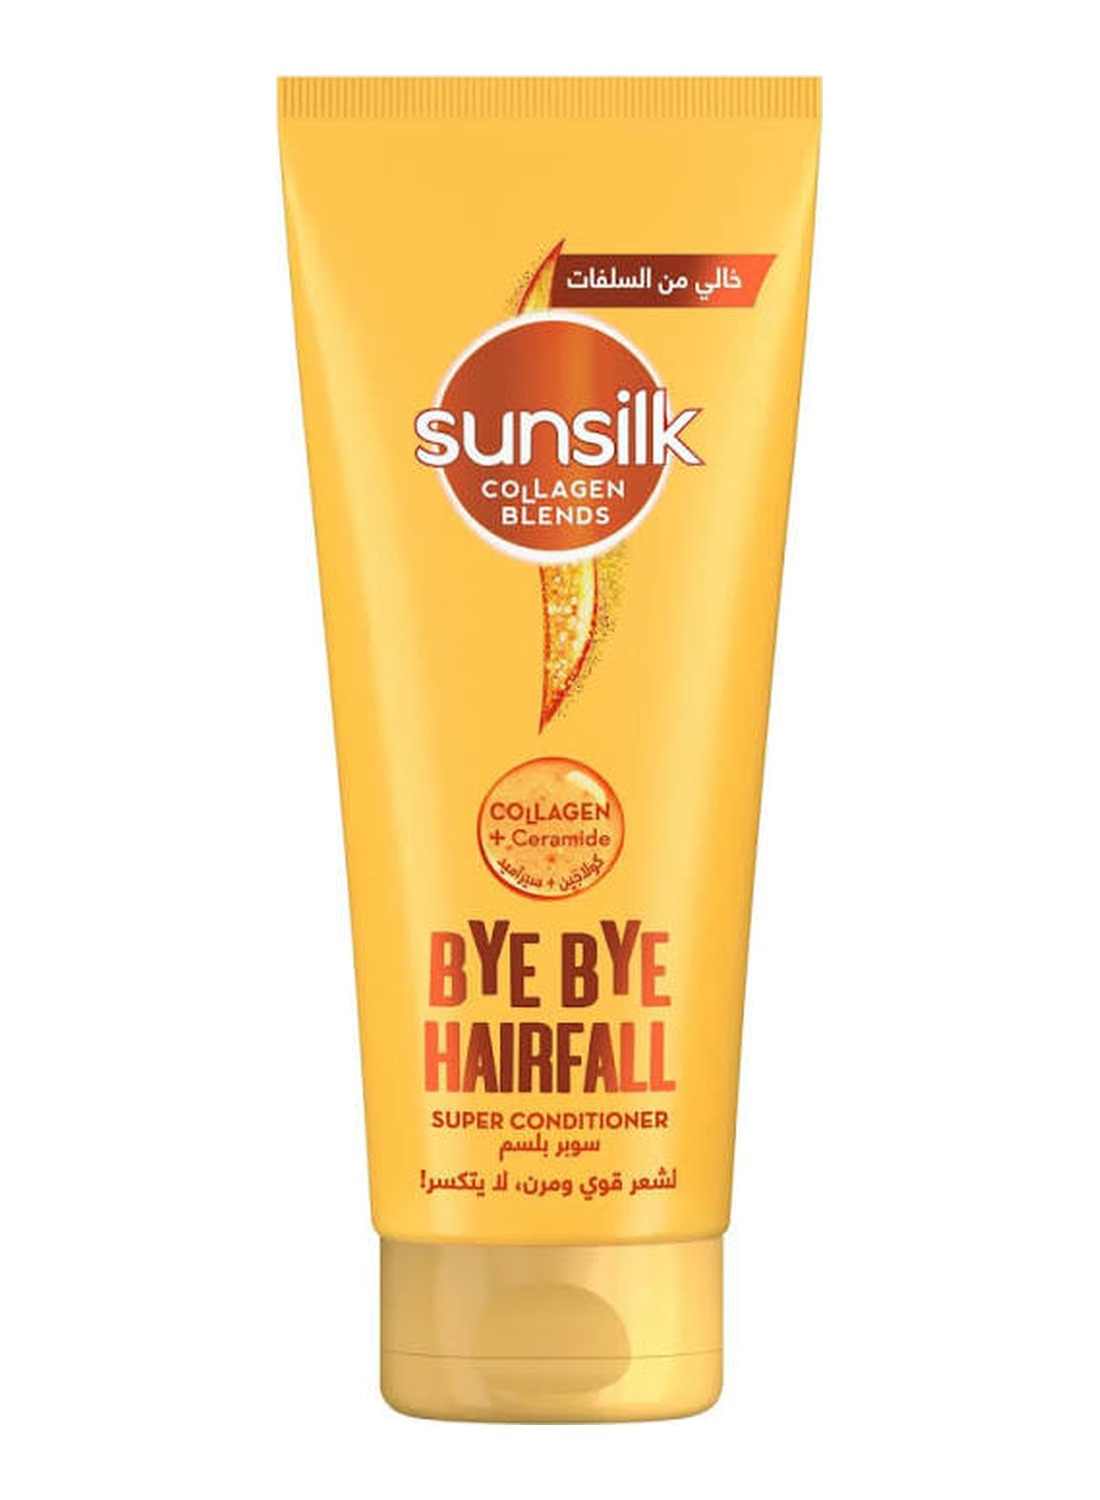 خالي من السلفات
sunsilk
COLLAGEN
BLENDS
COLLAGEN
+ Ceramide
كولاجين + سيراميد
BYE BYE
HAIRFALL
SUPER CONDITIONER
سوبر بلسم
لشعر قوي ومرن، لا يتكسر!